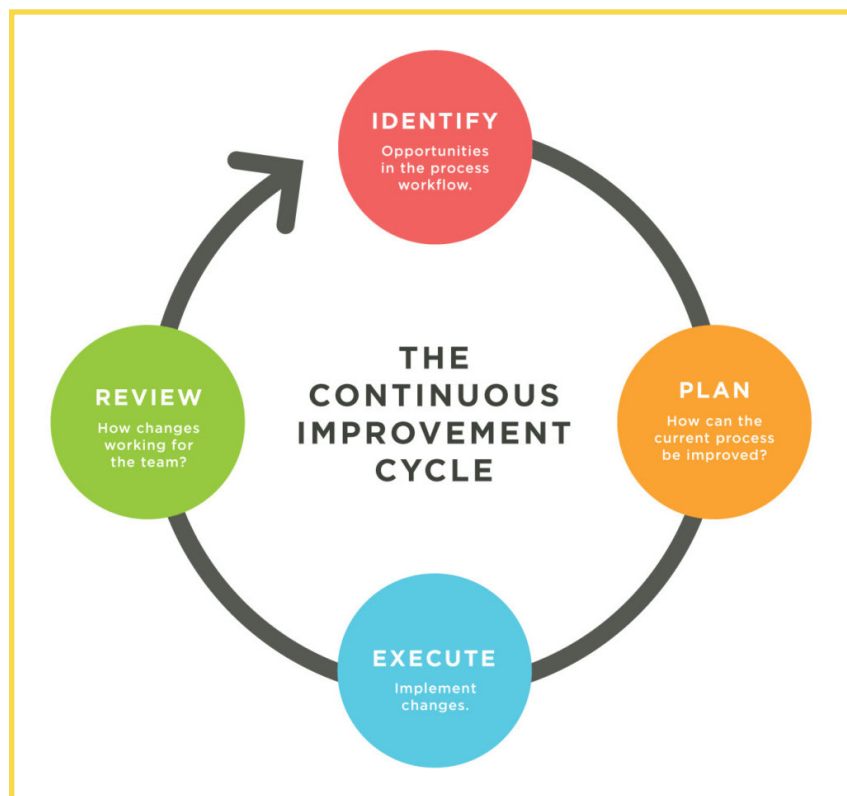 IDENTIFY
Opportunities
in the process
workflow.
PLAN
How can the
current process
be improved?
EXECUTE
Implement
changes.
REVIEW
How changes
working for
the team?
THE
CONTINUOUS
IMPROVEMENT
CYCLE